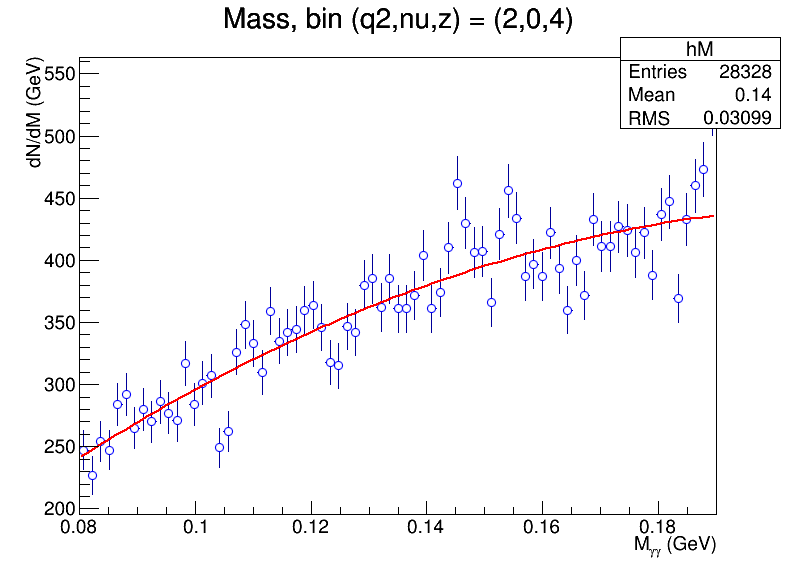 Mass, bin (q2,nu,z) = (2,0,4)
hM
Entries 28328
Mean 0.14
RMS 0.03099
dN/dM (GeV)
550
500
450
400
350
300
250
200
0.08 0.1 0.12 0.14 0.16 0.18
Mγγ (GeV)